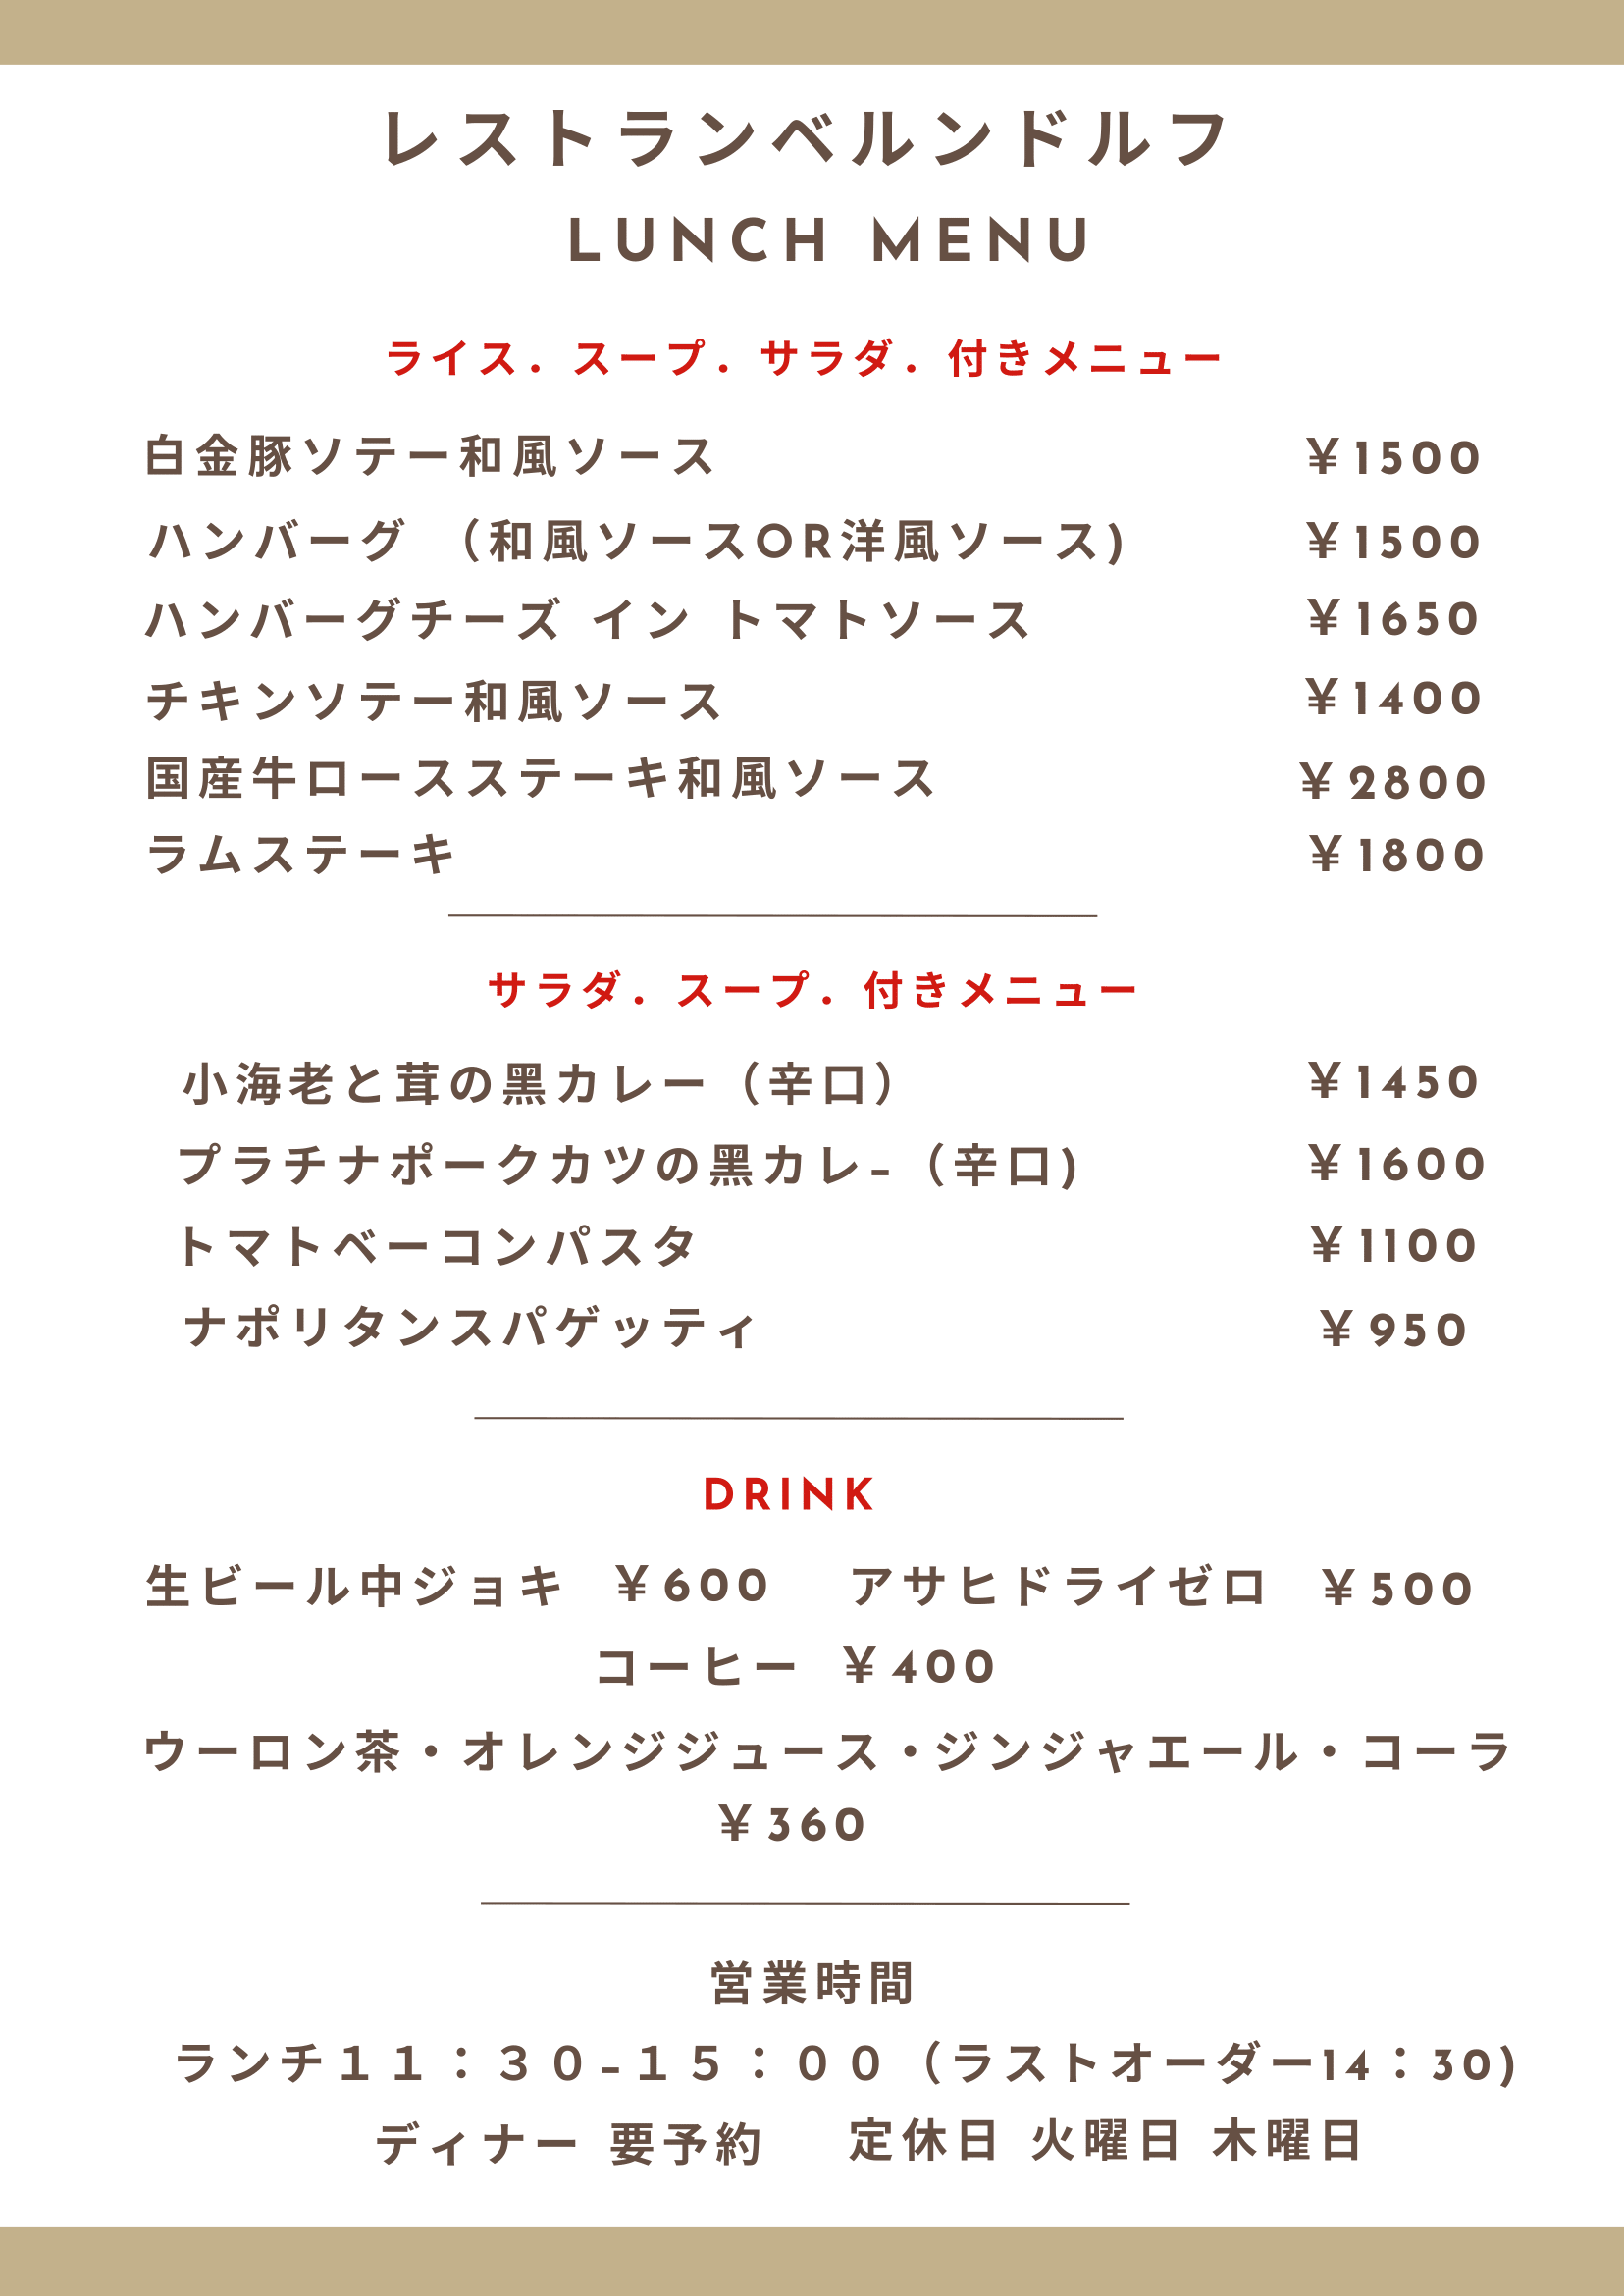 レストランベルンドルフ
LUNCH MENU
ライス．スープ．サラダ．付きメニュー
白金豚ソテー和風ソース ￥1500
ハンバーグ （和風ソースOR洋風ソース) ￥1500
ハンバーグチーズ イン トマトソース ￥1650
チキンソテー和風ソース ￥1400
国産牛ロースステーキ和風ソース ￥2800
ラムステーキ ￥1800
サラダ．スープ．付きメニュー
小海老と茸の黒カレー（辛口） ￥1450
プラチナポークカツの黒カレ-（辛口) ￥1600
トマトベーコンパスタ ￥1100
ナポリタンスパゲッティ ￥950
DRINK
生ビール中ジョキ ￥600 アサヒドライゼロ ￥500
コーヒー ￥400
ウーロン茶・オレンジジュース・ジンジャエール・コーラ
￥360
営業時間
ランチ１１：３０-１５：００（ラストオーダー14：30)
ディナー 要予約 定休日 火曜日 木曜日